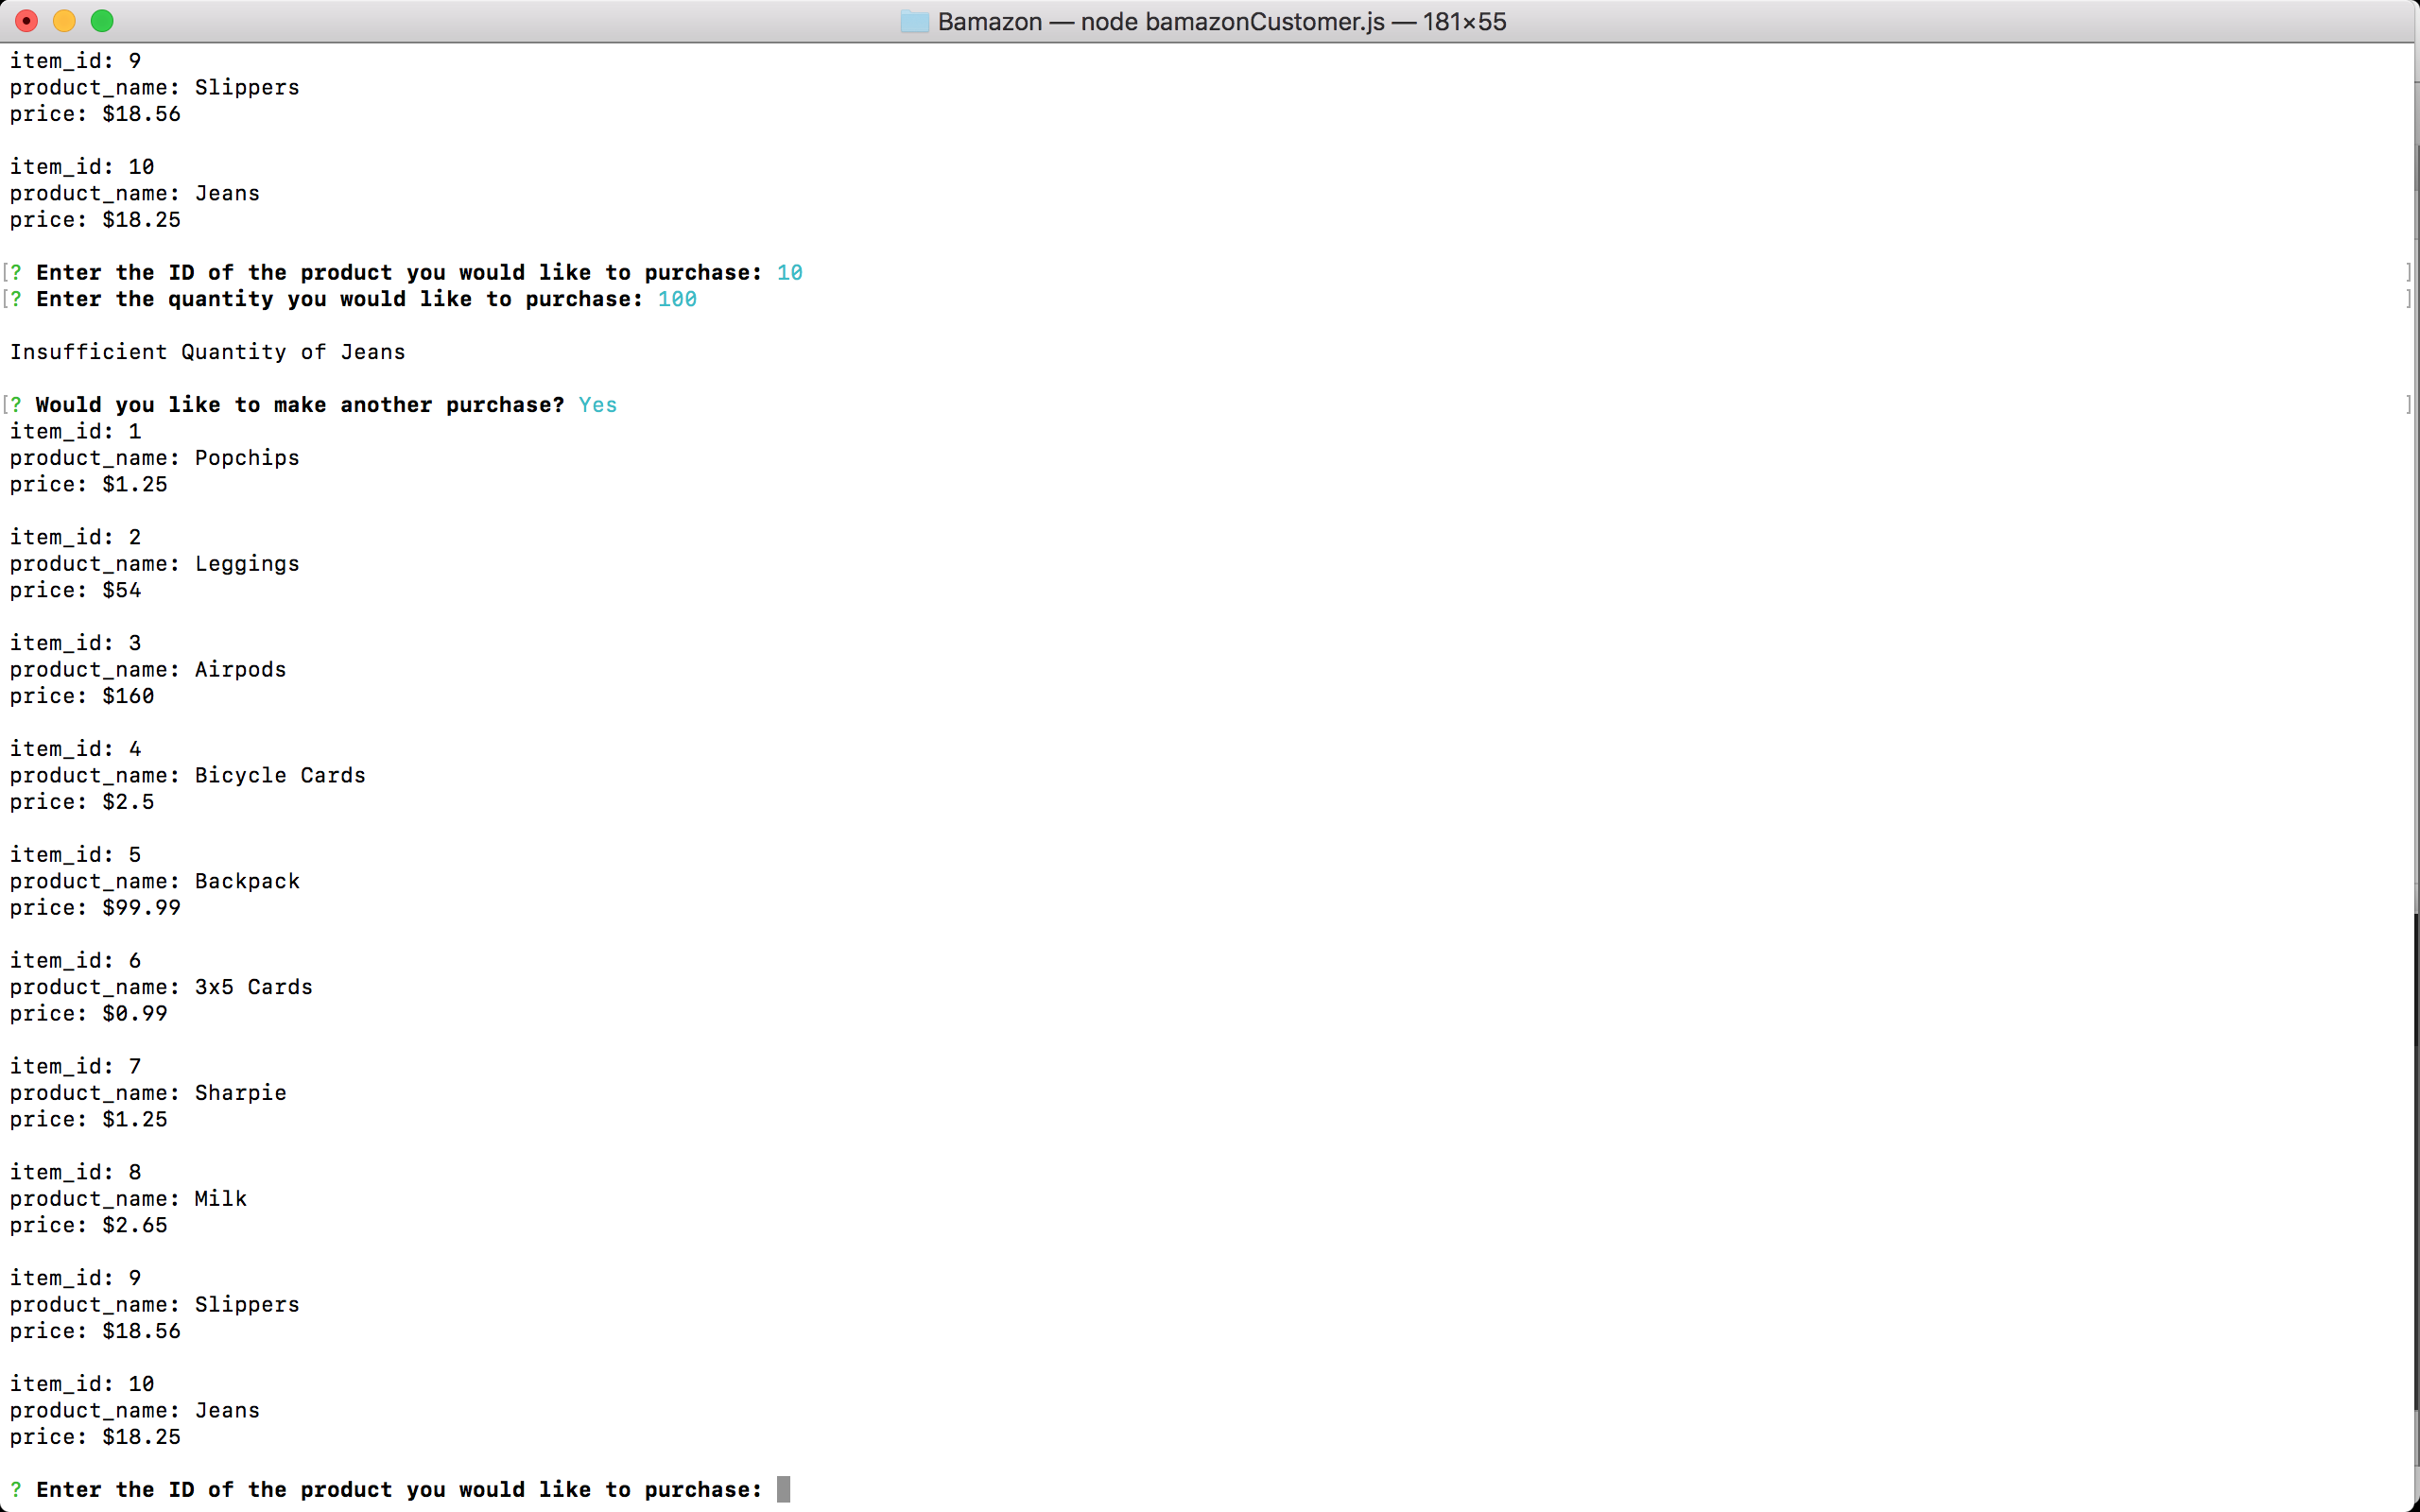 Bamazon — node bamazonCustomer.js — 181×55
item_id: 9
product_name: Slippers
price: $18.56
item_id: 10
product_name: Jeans
price: $18.25
[? Enter the ID of the product you would like to purchase: 10 ]
[? Enter the quantity you would like to purchase: 100 ]
Insufficient Quantity of Jeans
[? Would you like to make another purchase? Yes ]
item_id: 1
product_name: Popchips
price: $1.25
item_id: 2
product_name: Leggings
price: $54
item_id: 3
product_name: Airpods
price: $160
item_id: 4
product_name: Bicycle Cards
price: $2.5
item_id: 5
product_name: Backpack
price: $99.99
item_id: 6
product_name: 3x5 Cards
price: $0.99
item_id: 7
product_name: Sharpie
price: $1.25
item_id: 8
product_name: Milk
price: $2.65
item_id: 9
product_name: Slippers
price: $18.56
item_id: 10
product_name: Jeans
price: $18.25
? Enter the ID of the product you would like to purchase: